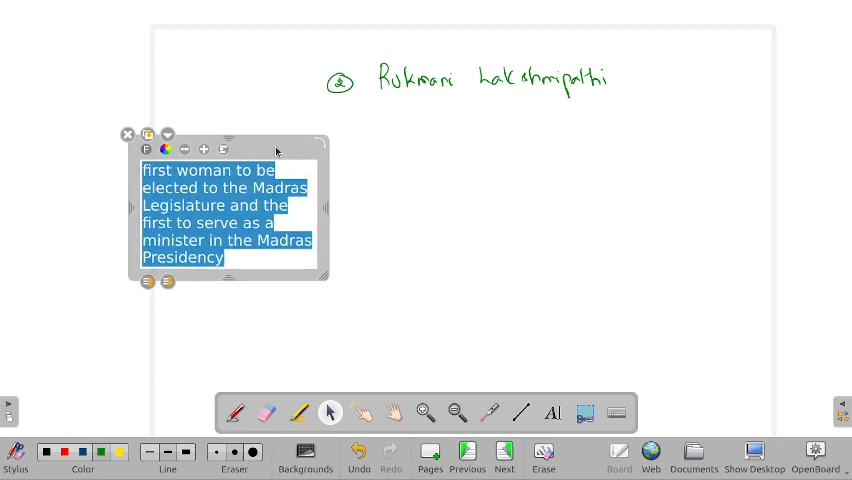 ② Rukmani Lakshmipathi
first woman to be
elected to the Madras
Legislature and the
first to serve as a
minister in the Madras
Presidency
Stylus Color Line Eraser Backgrounds Undo Redo Pages Previous Next Erase Board Web Documents Show Desktop OpenBoard